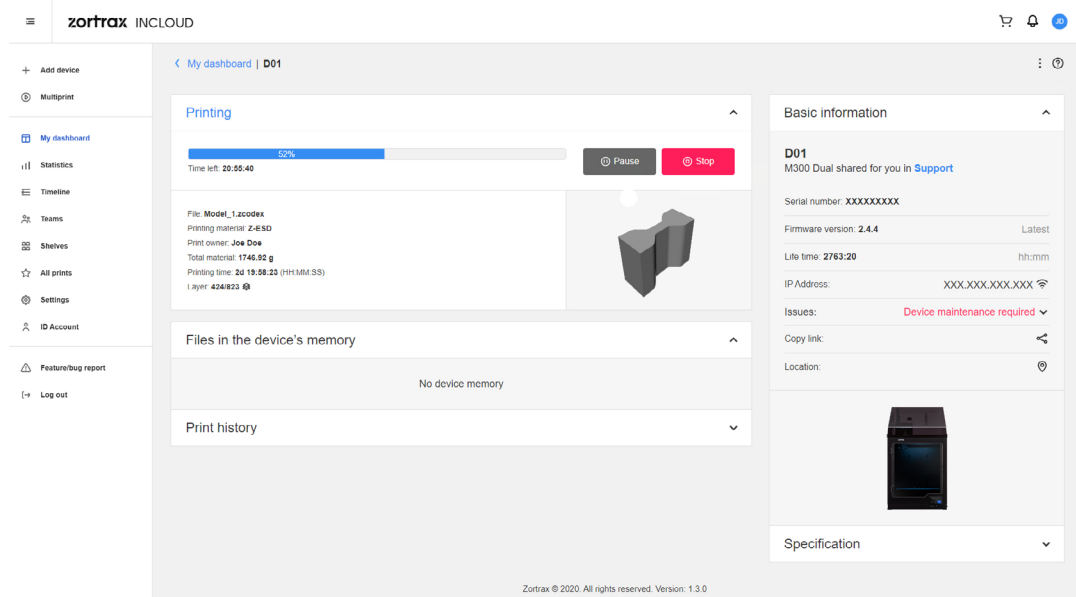 zortrax INCLOUD
JD
Add device
Multiprint
My dashboard
Statistics
Timeline
Teams
Shelves
All prints
Settings
ID Account
Feature/bug report
Log out
My dashboard | D01
Printing
52%
Time left: 20:55:40
Pause
Stop
File: Model_1.zcodex
Printing material: Z-ESD
Print owner: Joe Doe
Total material: 1746.92 g
Printing time: 2d 19:58:23 (HH:MM:SS)
Layer: 424/823
Files in the device's memory
No device memory
Print history
Basic information
D01
M300 Dual shared for you in Support
Serial number: XXXXXXXXX
Firmware version: 2.4.4 Latest
Life time: 2763:20 hh:mm
IP Address: XXX.XXX.XXX.XXX
Issues: Device maintenance required
Copy link:
Location:
Specification
Zortrax © 2020. All rights reserved. Version: 1.3.0